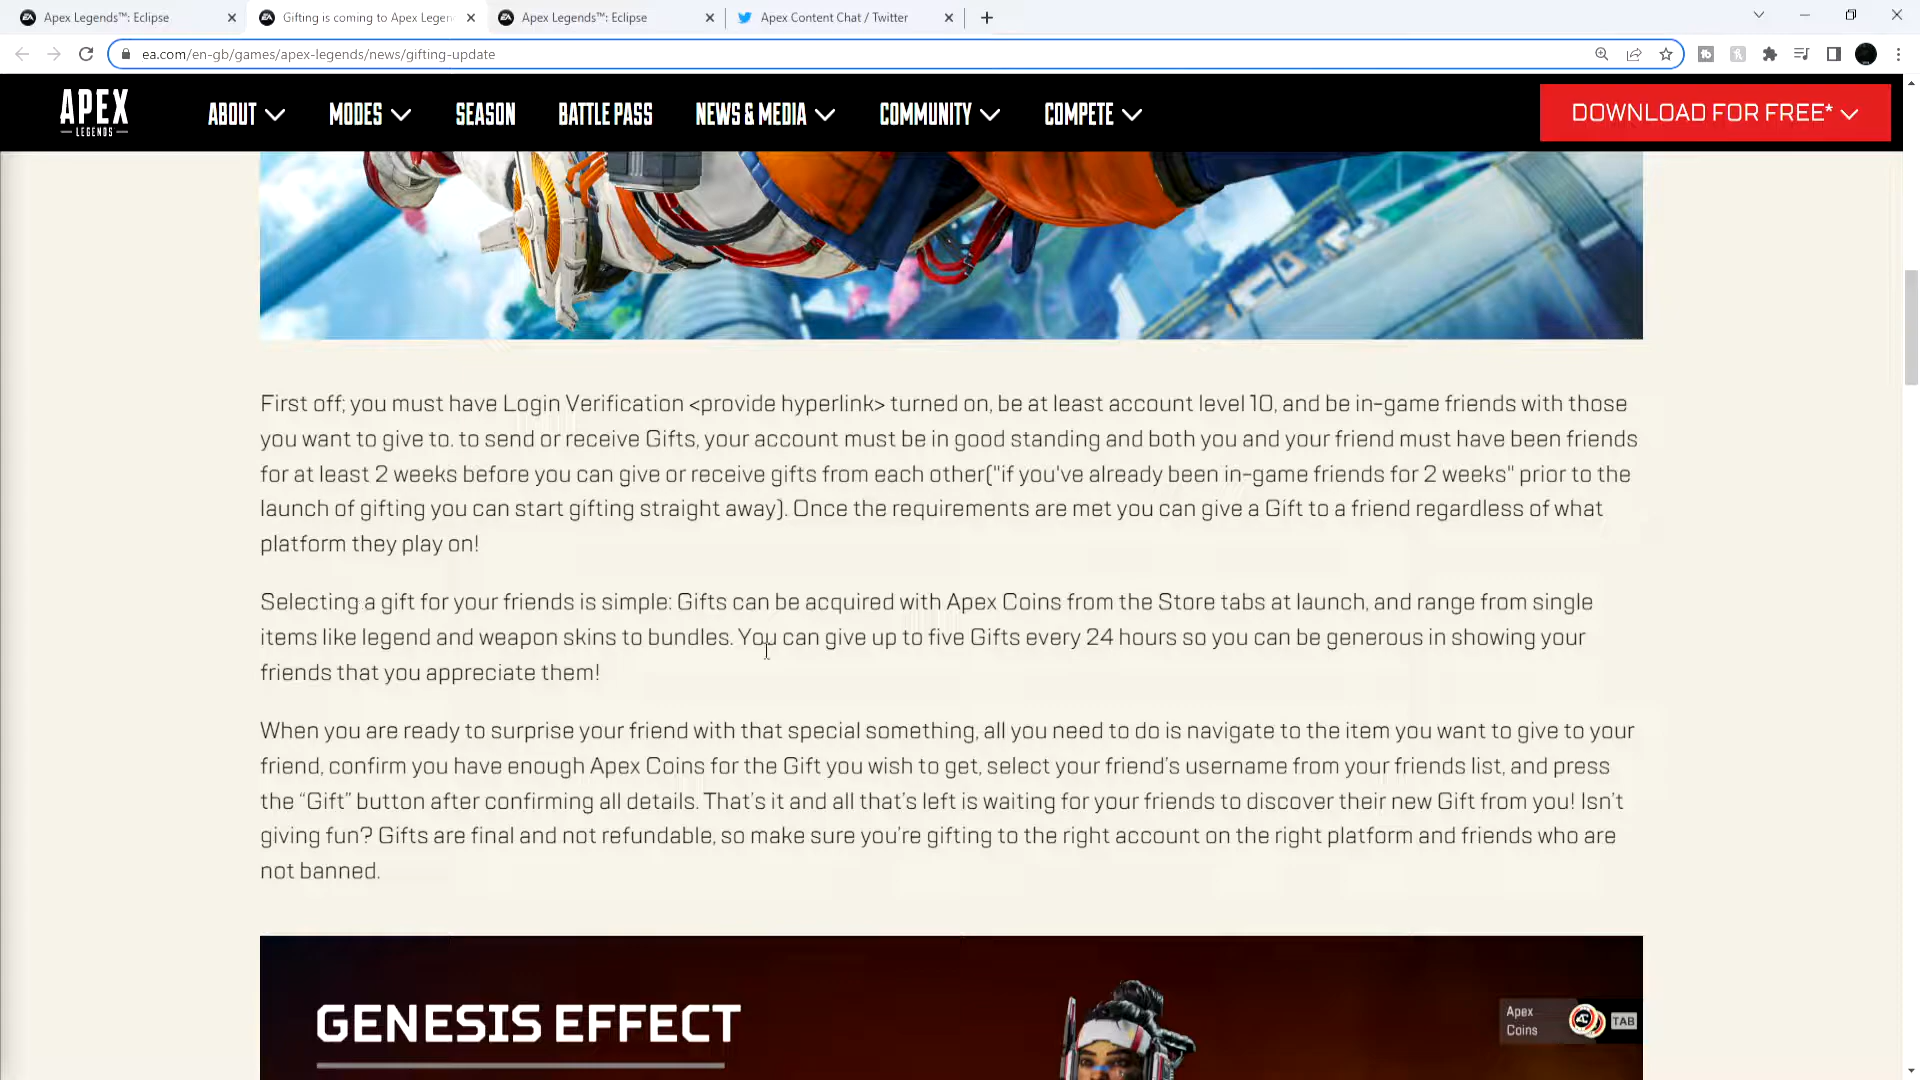 Apex Legends™: Eclipse
Gifting is coming to Apex Legen
Apex Legends™: Eclipse
Apex Content Chat / Twitter
ea.com/en-gb/games/apex-legends/news/gifting-update
APEX
LEGENDS
ABOUT
MODES
SEASON
BATTLE PASS
NEWS & MEDIA
COMMUNITY
COMPETE
DOWNLOAD FOR FREE*
First off; you must have Login Verification <provide hyperlink> turned on, be at least account level 10, and be in-game friends with those
you want to give to. to send or receive Gifts, your account must be in good standing and both you and your friend must have been friends
for at least 2 weeks before you can give or receive gifts from each other("if you've already been in-game friends for 2 weeks" prior to the
launch of gifting you can start gifting straight away). Once the requirements are met you can give a Gift to a friend regardless of what
platform they play on!
Selecting a gift for your friends is simple: Gifts can be acquired with Apex Coins from the Store tabs at launch, and range from single
items like legend and weapon skins to bundles. You can give up to five Gifts every 24 hours so you can be generous in showing your
friends that you appreciate them!
When you are ready to surprise your friend with that special something, all you need to do is navigate to the item you want to give to your
friend, confirm you have enough Apex Coins for the Gift you wish to get, select your friend's username from your friends list, and press
the “Gift” button after confirming all details. That's it and all that's left is waiting for your friends to discover their new Gift from you! Isn't
giving fun? Gifts are final and not refundable, so make sure you're gifting to the right account on the right platform and friends who are
not banned.
GENESIS EFFECT
Apex
Coins
TAB